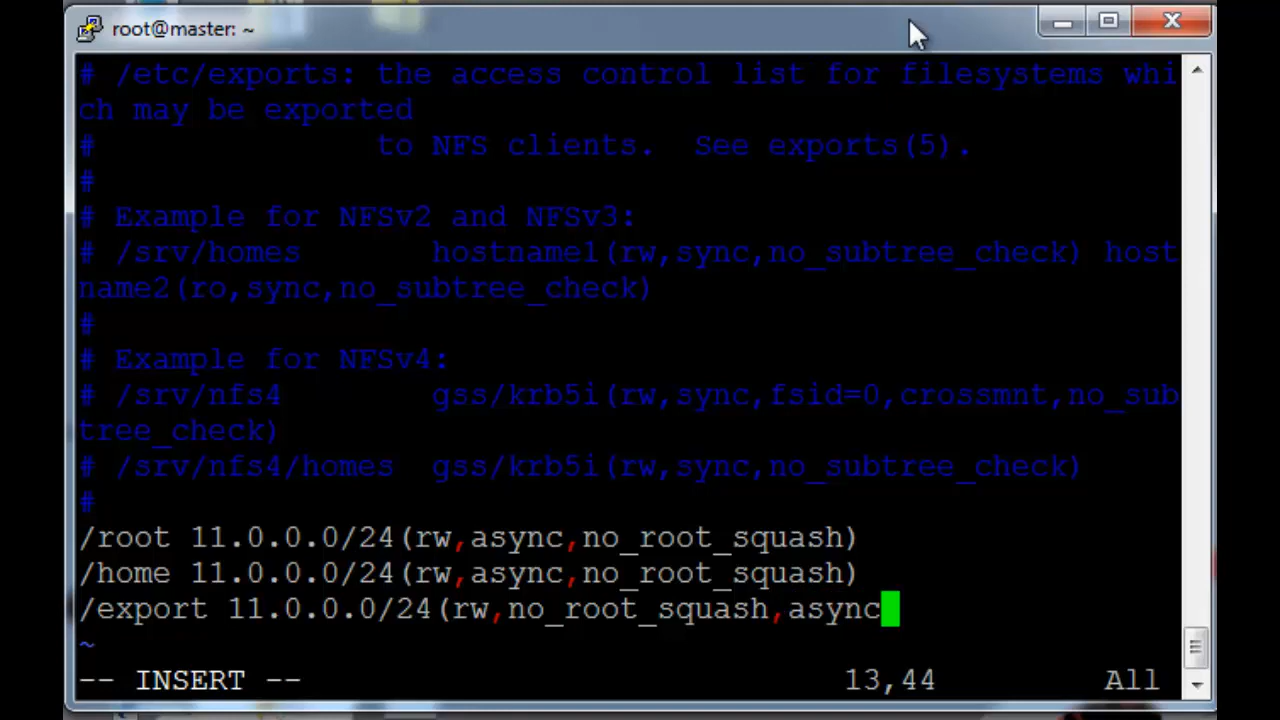 root@master: ~
# /etc/exports: the access control list for filesystems whi
ch may be exported
#               to NFS clients.  See exports(5).
#
# Example for NFSv2 and NFSv3:
# /srv/homes       hostname1(rw,sync,no_subtree_check) host
name2(ro,sync,no_subtree_check)
#
# Example for NFSv4:
# /srv/nfs4        gss/krb5i(rw,sync,fsid=0,crossmnt,no_sub
tree_check)
# /srv/nfs4/homes  gss/krb5i(rw,sync,no_subtree_check)
#
/root 11.0.0.0/24(rw,async,no_root_squash)
/home 11.0.0.0/24(rw,async,no_root_squash)
/export 11.0.0.0/24(rw,no_root_squash,async
~
-- INSERT -- 13,44 All